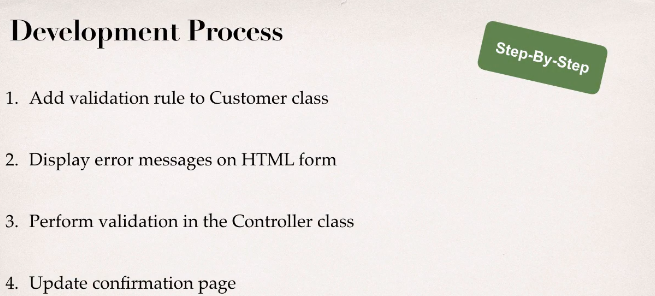 Development Process
Step-By-Step
1. Add validation rule to Customer class
2. Display error messages on HTML form
3. Perform validation in the Controller class
4. Update confirmation page